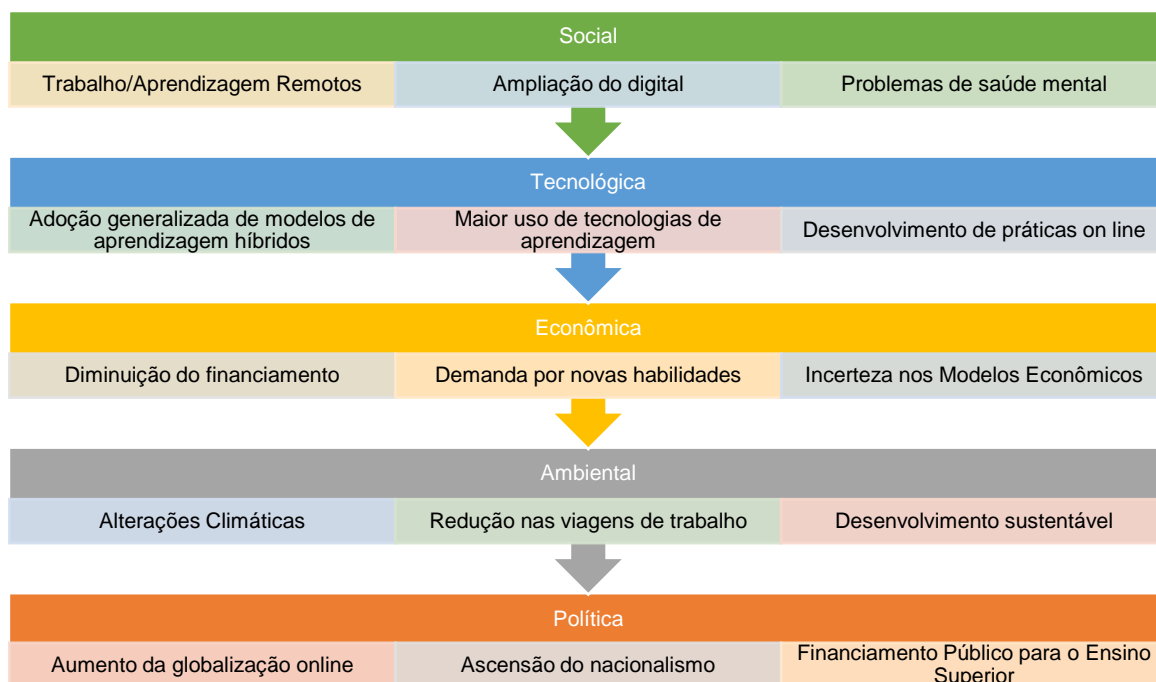 Social
Trabalho/Aprendizagem Remotos
Ampliação do digital
Problemas de saúde mental
Tecnológica
Adoção generalizada de modelos de
aprendizagem híbridos
Maior uso de tecnologias de
aprendizagem
Desenvolvimento de práticas on line
Econômica
Diminuição do financiamento
Demanda por novas habilidades
Incerteza nos Modelos Econômicos
Ambiental
Alterações Climáticas
Redução nas viagens de trabalho
Desenvolvimento sustentável
Política
Aumento da globalização online
Ascensão do nacionalismo
Financiamento Público para o Ensino
Superior